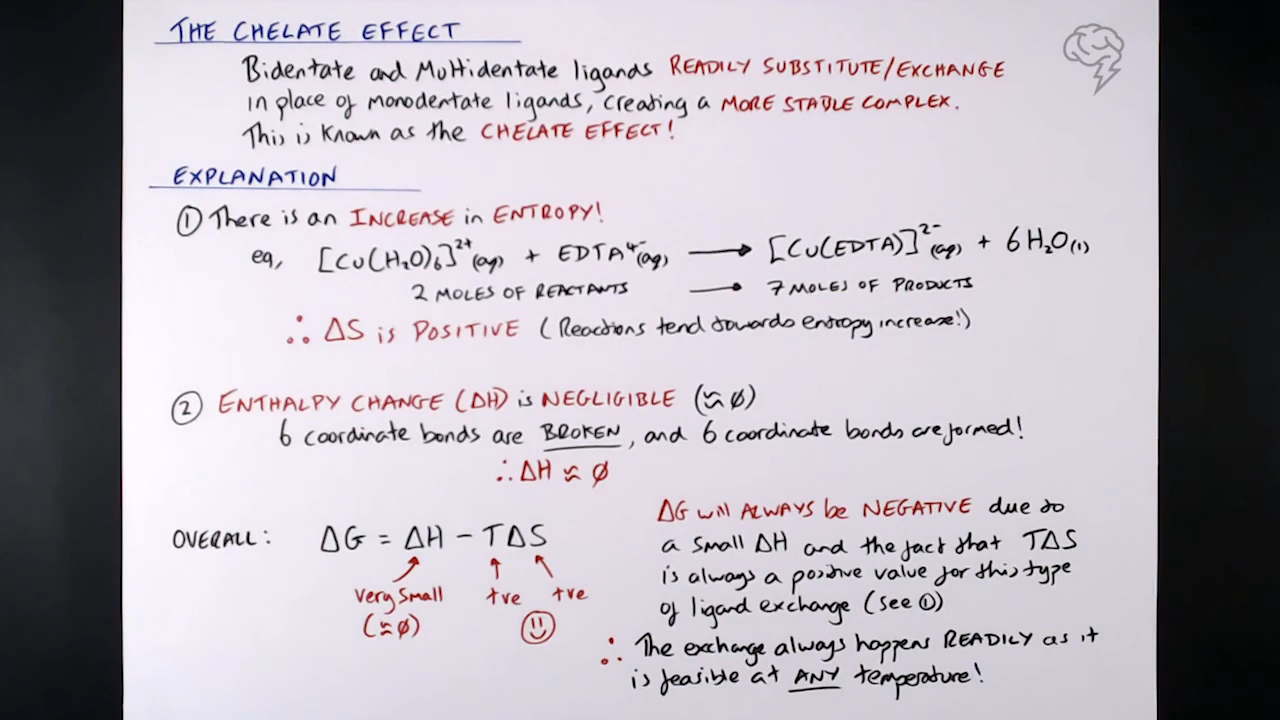 THE CHELATE EFFECT
Bidentate and Multidentate ligands READILY SUBSTITUTE/EXCHANGE
in place of monodentate ligands, creating a MORE STABLE COMPLEX.
This is known as the CHELATE EFFECT!
EXPLANATION
① There is an INCREASE in ENTROPY!
eg, [Cu(H₂O)₆]²⁺(aq) + EDTA⁴⁻(aq) → [Cu(EDTA)]²⁻(aq) + 6H₂O(l)
2 MOLES OF REACTANTS → 7 MOLES OF PRODUCTS
∴ ΔS is POSITIVE (Reactions tend towards entropy increase!)
② ENTHALPY CHANGE (ΔH) is NEGLIGIBLE (≈ø)
6 coordinate bonds are BROKEN, and 6 coordinate bonds are formed!
∴ ΔH ≈ ø
OVERALL: ΔG = ΔH - TΔS
very small +ve +ve
(≈ø)
ΔG will ALWAYS be NEGATIVE due to
a small ΔH and the fact that TΔS
is always a positive value for this type
of ligand exchange (see ①)
∴ The exchange always happens READILY as it
is feasible at ANY temperature!